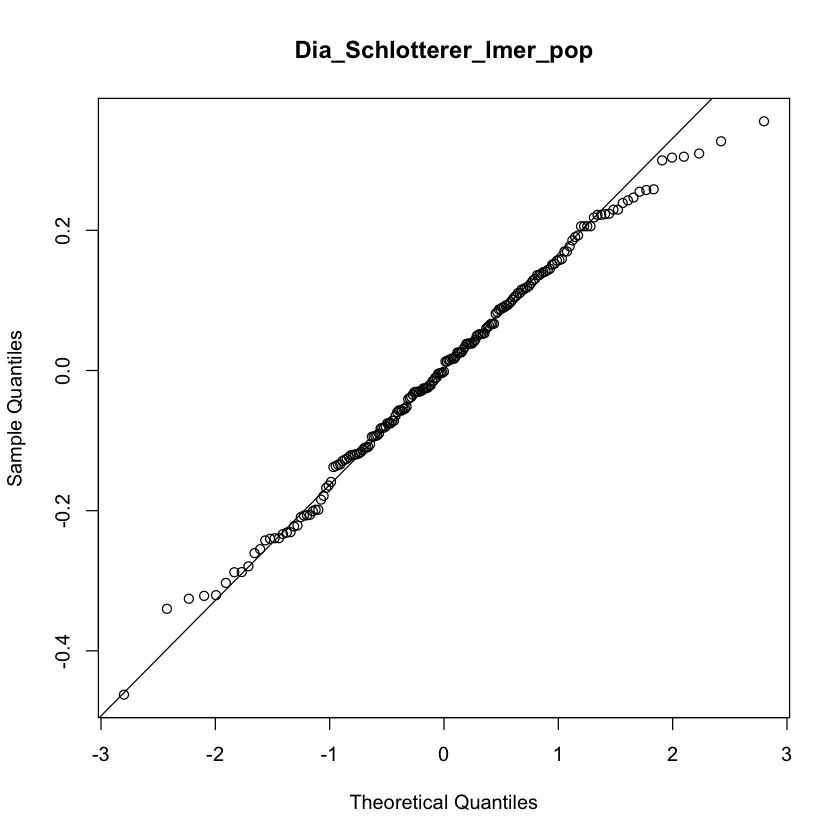 Dia_Schlotterer_lmer_pop
Sample Quantiles
0.2
0.0
-0.2
-0.4
-3 -2 -1 0 1 2 3
Theoretical Quantiles